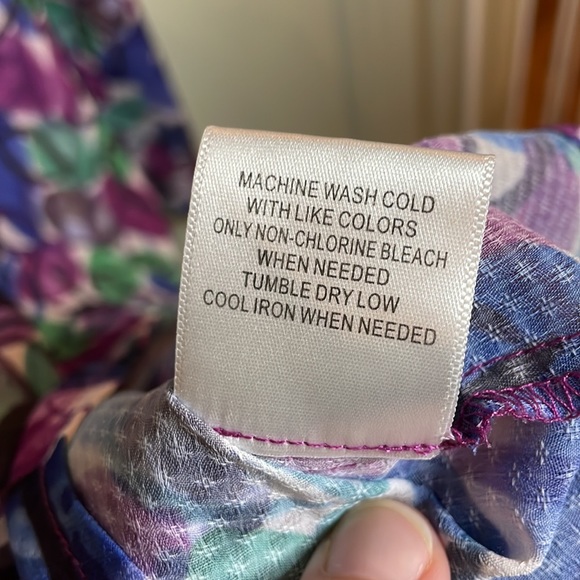 MACHINE WASH COLD
WITH LIKE COLORS
ONLY NON-CHLORINE BLEACH
WHEN NEEDED
TUMBLE DRY LOW
COOL IRON WHEN NEEDED